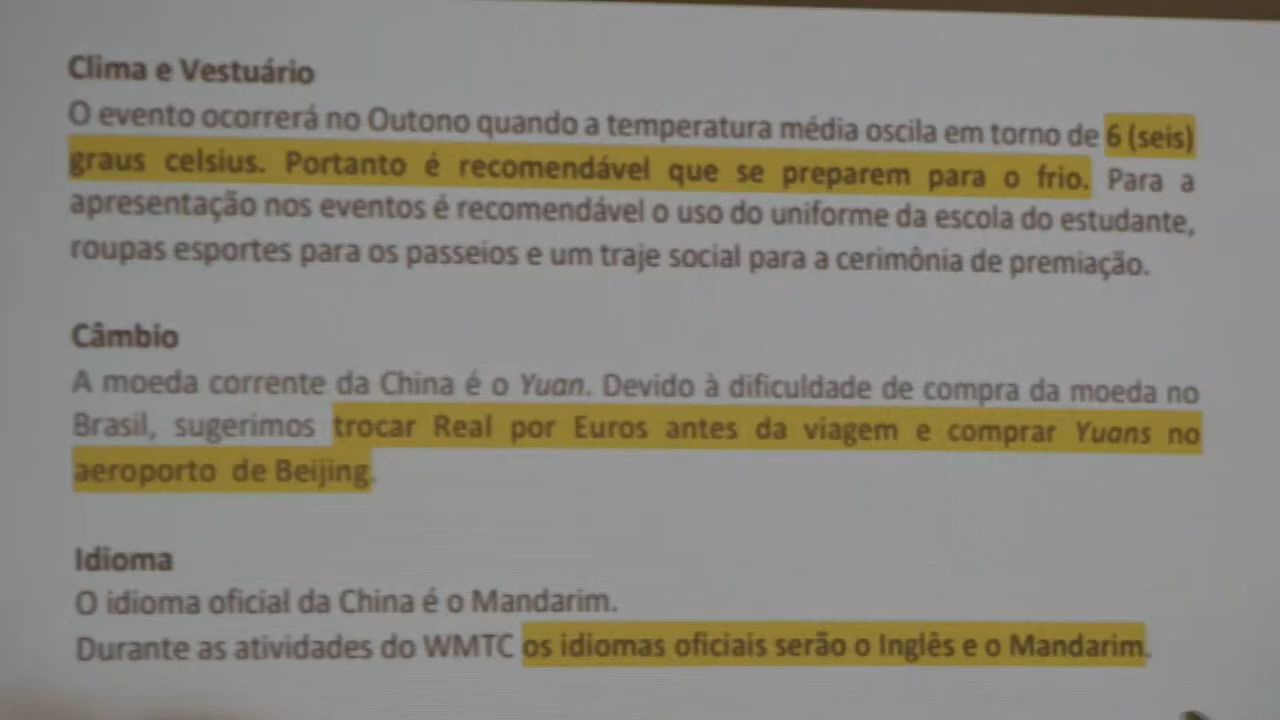 Clima e Vestuário
O evento ocorrerá no Outono quando a temperatura média oscila em torno de 6 (seis)
graus celsius. Portanto é recomendável que se preparem para o frio. Para a
apresentação nos eventos é recomendável o uso do uniforme da escola do estudante,
roupas esportes para os passeios e um traje social para a cerimônia de premiação.
Câmbio
A moeda corrente da China é o Yuan. Devido à dificuldade de compra da moeda no
Brasil, sugerimos trocar Real por Euros antes da viagem e comprar Yuans no
aeroporto de Beijing.
Idioma
O idioma oficial da China é o Mandarim.
Durante as atividades do WMTC os idiomas oficiais serão o Inglês e o Mandarim.